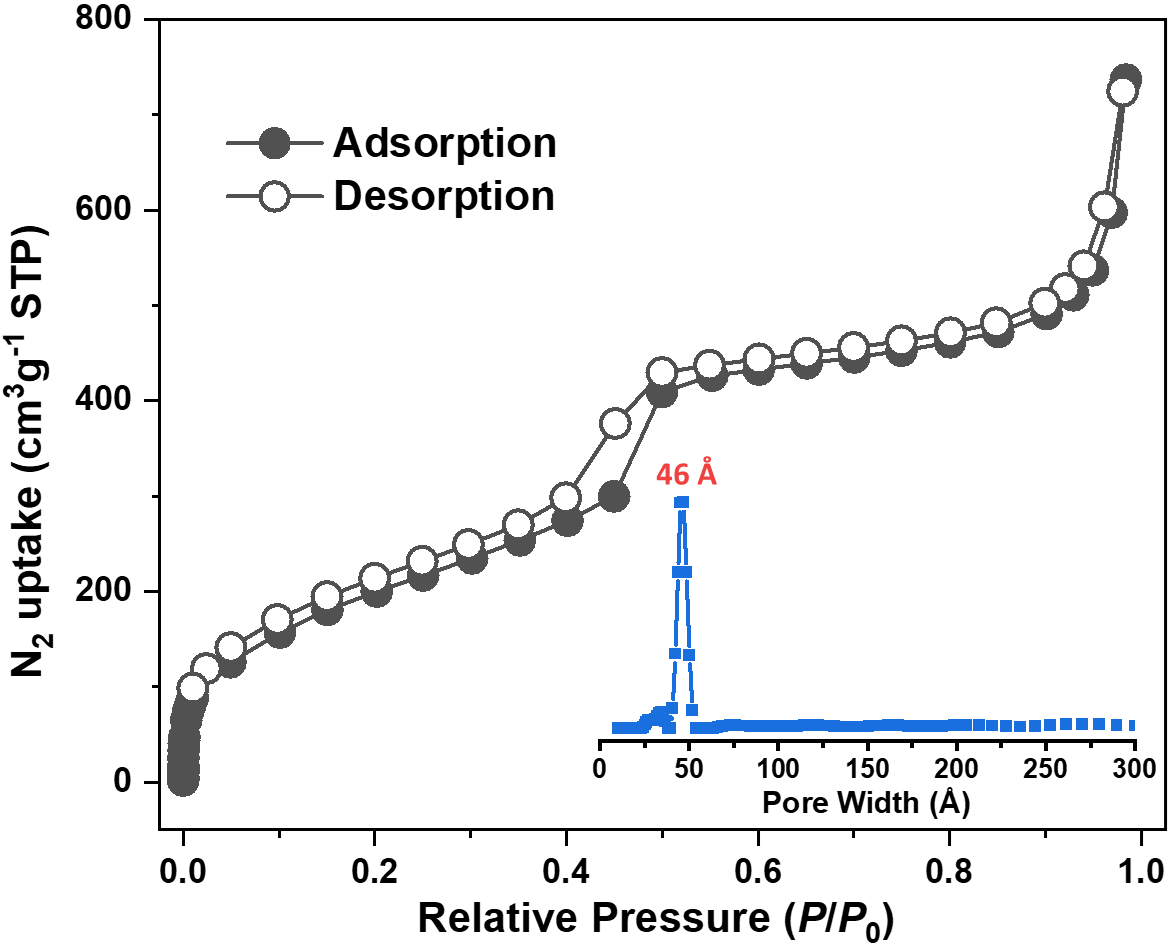 800
600
400
200
0
N₂ uptake (cm³g⁻¹ STP)
Adsorption
Desorption
46 Å
0 50 100 150 200 250 300
Pore Width (Å)
0.0 0.2 0.4 0.6 0.8 1.0
Relative Pressure (P/P₀)